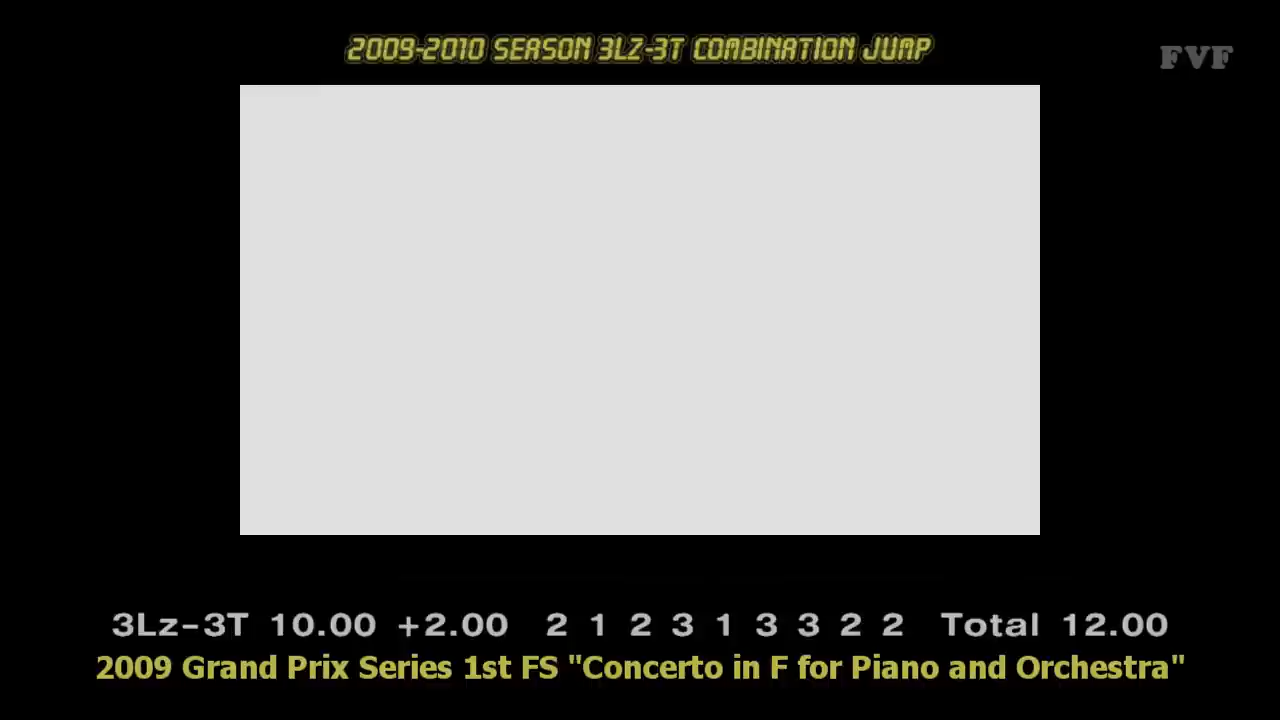 2009-2010 SEASON 3LZ-3T COMBINATION JUMP
FVF
3Lz-3T 10.00 +2.00 2 1 2 3 1 3 3 2 2 Total 12.00
2009 Grand Prix Series 1st FS "Concerto in F for Piano and Orchestra"